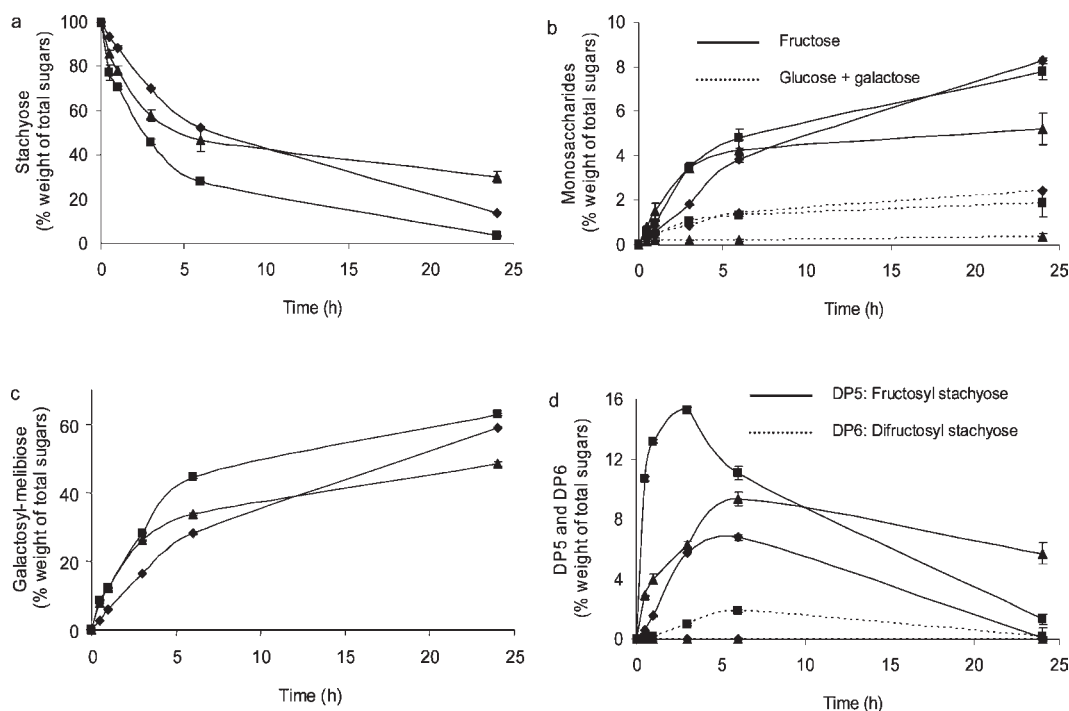 a
100
80
60
40
20
0
Stachyose
(% weight of total sugars)
0 5 10 15 20 25
Time (h)
b
10
8
6
4
2
0
Monosaccharides
(% weight of total sugars)
Fructose
Glucose + galactose
0 5 10 15 20 25
Time (h)
c
60
40
20
0
Galactosyl-melibiose
(% weight of total sugars)
0 5 10 15 20 25
Time (h)
d
16
12
8
4
0
DP5 and DP6
(% weight of total sugars)
DP5: Fructosyl stachyose
DP6: Difructosyl stachyose
0 5 10 15 20 25
Time (h)